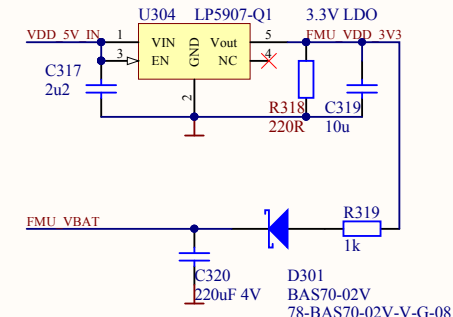 U304 LP5907-Q1 3.3V LDO
VDD_5V_IN 1 VIN GND Vout 5 FMU_VDD_3V3
3 EN NC 4
C317
2u2
2
R318 C319
220R 10u
FMU_VBAT
R319
1k
C320 D301
220uF 4V BAS70-02V
78-BAS70-02V-V-G-08